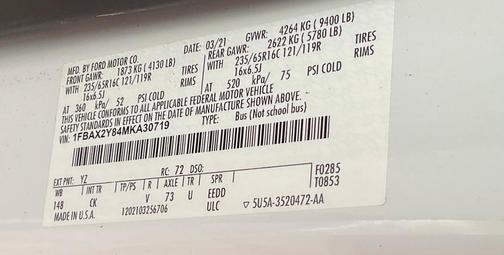 MFD. BY FORD MOTOR CO. DATE: 03/21 GVWR: 4264 KG ( 9400 LB)
FRONT GAWR: 1873 KG ( 4130 LB) REAR GAWR: 2622 KG ( 5780 LB)
WITH 235/65R16C 121/119R TIRES WITH 235/65R16C 121/119R TIRES
16x6.5J RIMS 16x6.5J RIMS
AT 360 kPa/ 52 PSI COLD AT 520 kPa/ 75 PSI COLD
THIS VEHICLE CONFORMS TO ALL APPLICABLE FEDERAL MOTOR VEHICLE
SAFETY STANDARDS IN EFFECT ON THE DATE OF MANUFACTURE SHOWN ABOVE.
VIN: 1FBAX2Y84MKA30719 TYPE: Bus (Not school bus)
EXT PNT: YZ RC: 72 DSO: F0285
WB INT TR TP/PS R AXLE TR SPR T0853
148 CK V 73 U EEDD
MADE IN U.S.A. 1202103256706 ULC ▽ 5U5A-3520472-AA